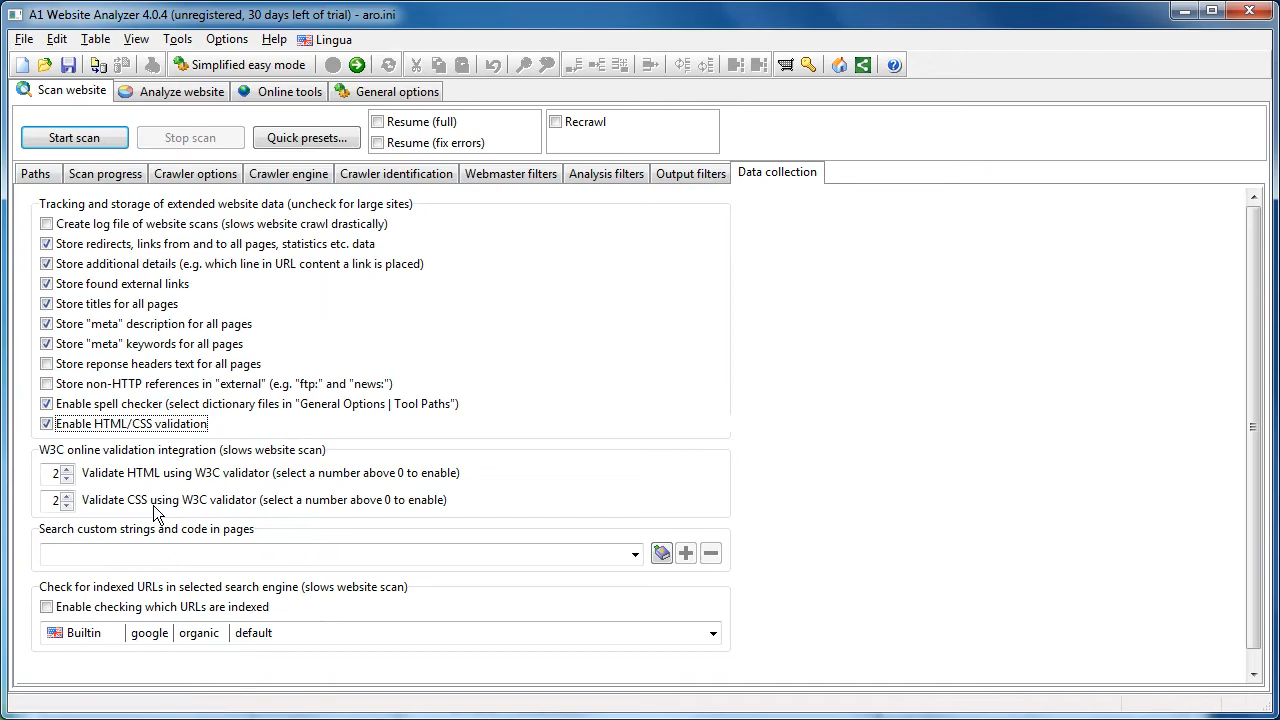 A1 Website Analyzer 4.0.4 (unregistered, 30 days left of trial) - aro.ini
File Edit Table View Tools Options Help Lingua
Simplified easy mode
Scan website Analyze website Online tools General options
Start scan Stop scan Quick presets... Resume (full) Recrawl
Resume (fix errors)
Paths Scan progress Crawler options Crawler engine Crawler identification Webmaster filters Analysis filters Output filters Data collection
Tracking and storage of extended website data (uncheck for large sites)
Create log file of website scans (slows website crawl drastically)
Store redirects, links from and to all pages, statistics etc. data
Store additional details (e.g. which line in URL content a link is placed)
Store found external links
Store titles for all pages
Store "meta" description for all pages
Store "meta" keywords for all pages
Store reponse headers text for all pages
Store non-HTTP references in "external" (e.g. "ftp:" and "news:")
Enable spell checker (select dictionary files in "General Options | Tool Paths")
Enable HTML/CSS validation
W3C online validation integration (slows website scan)
2 Validate HTML using W3C validator (select a number above 0 to enable)
2 Validate CSS using W3C validator (select a number above 0 to enable)
Search custom strings and code in pages
Check for indexed URLs in selected search engine (slows website scan)
Enable checking which URLs are indexed
Builtin google organic default